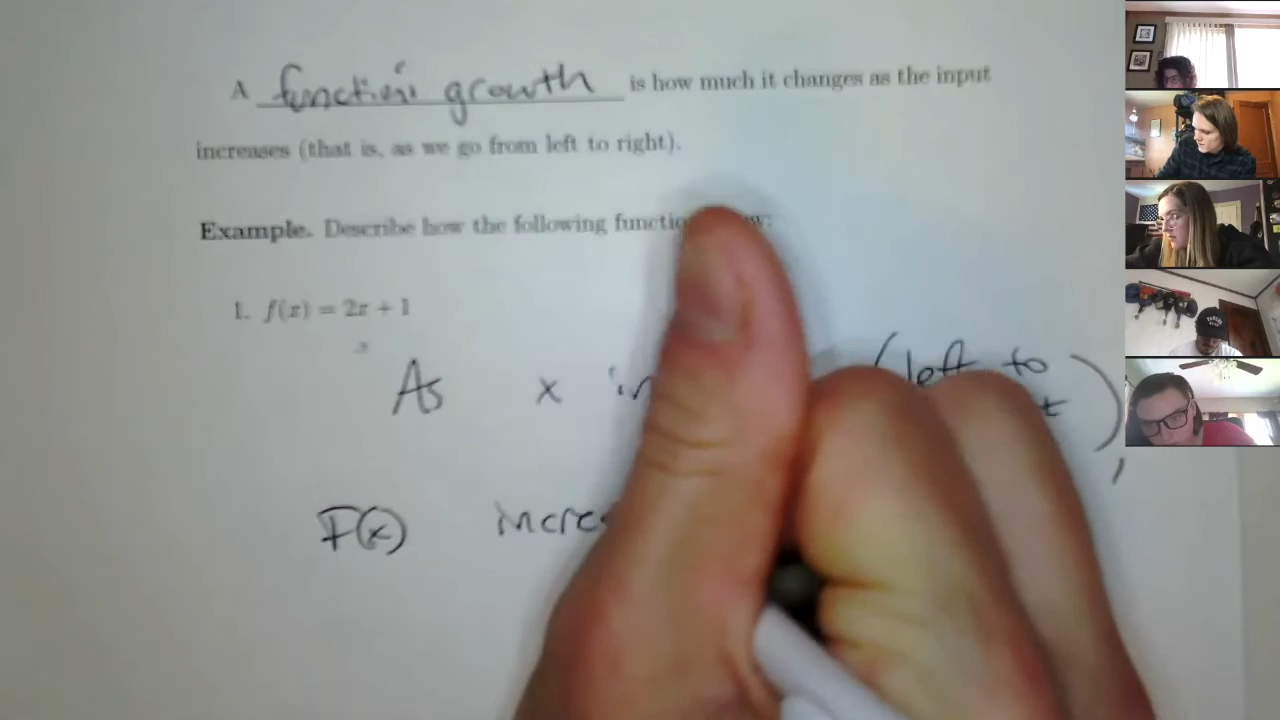 A function's growth is how much it changes as the input
increases (that is, as we go from left to right).
Example. Describe how the following
1. f(x) = 2x + 1
As x (left to
),
F(x)